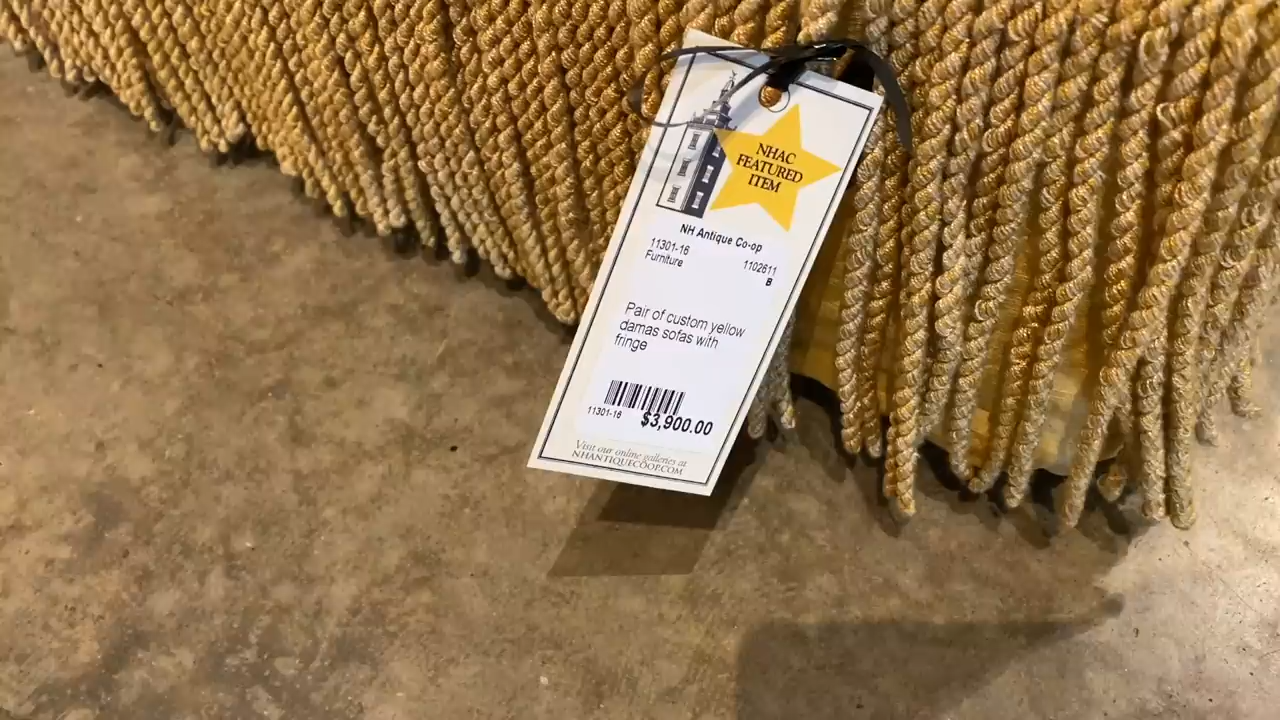 NHAC
FEATURED
ITEM
NH Antique Co-op
11301-16
Furniture
1102611
B
Pair of custom yellow
damas sofas with
fringe
11301-16
$3,900.00
Visit our online galleries at
NHANTIQUECOOP.COM